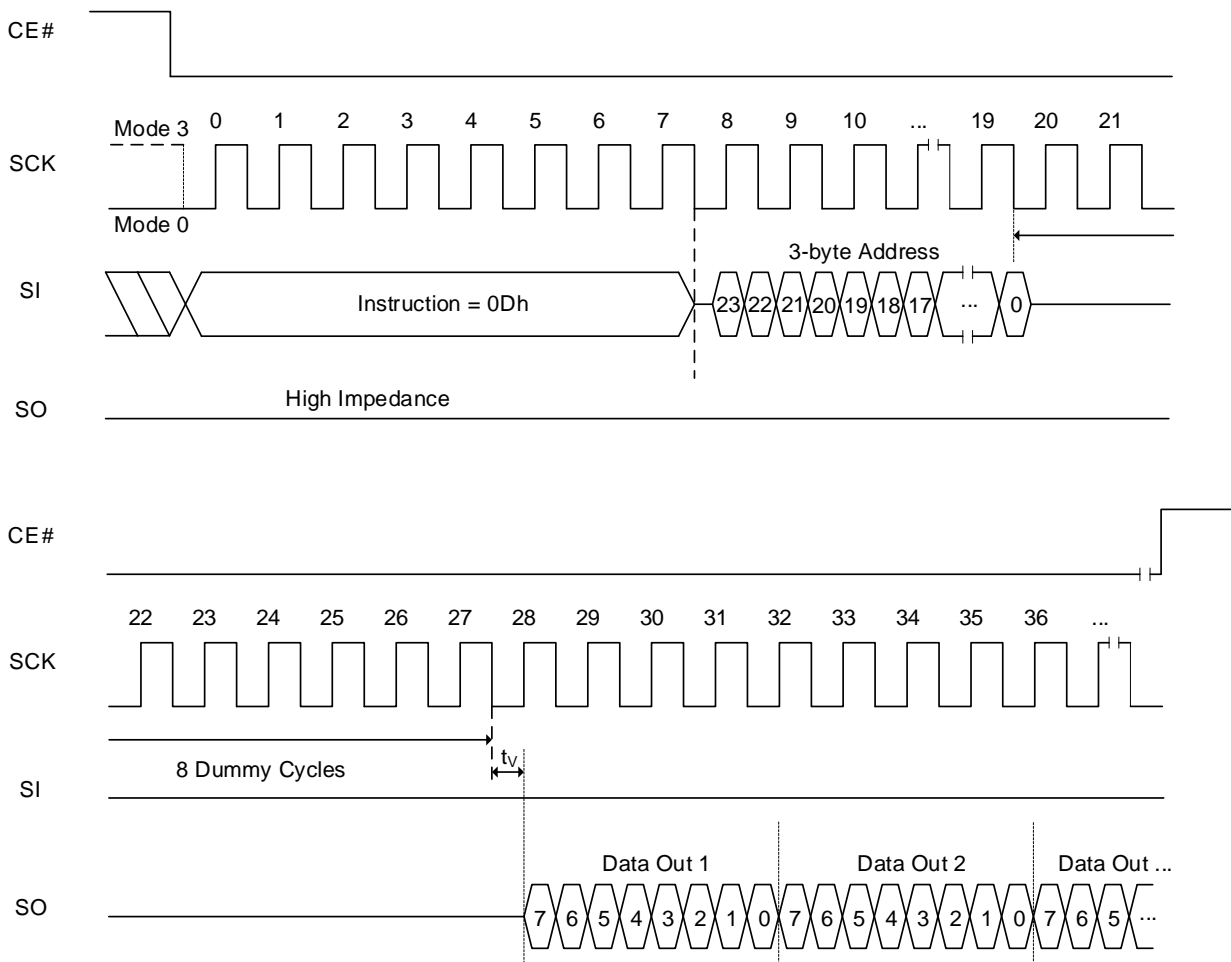 CE#
Mode 3 0 1 2 3 4 5 6 7 8 9 10 ... 19 20 21
SCK
Mode 0
3-byte Address
SI Instruction = 0Dh 23 22 21 20 19 18 17 ... 0
High Impedance
SO
CE#
22 23 24 25 26 27 28 29 30 31 32 33 34 35 36 ...
SCK
tV
8 Dummy Cycles
SI
Data Out 1 Data Out 2 Data Out ...
SO 7 6 5 4 3 2 1 0 7 6 5 4 3 2 1 0 7 6 5 ...